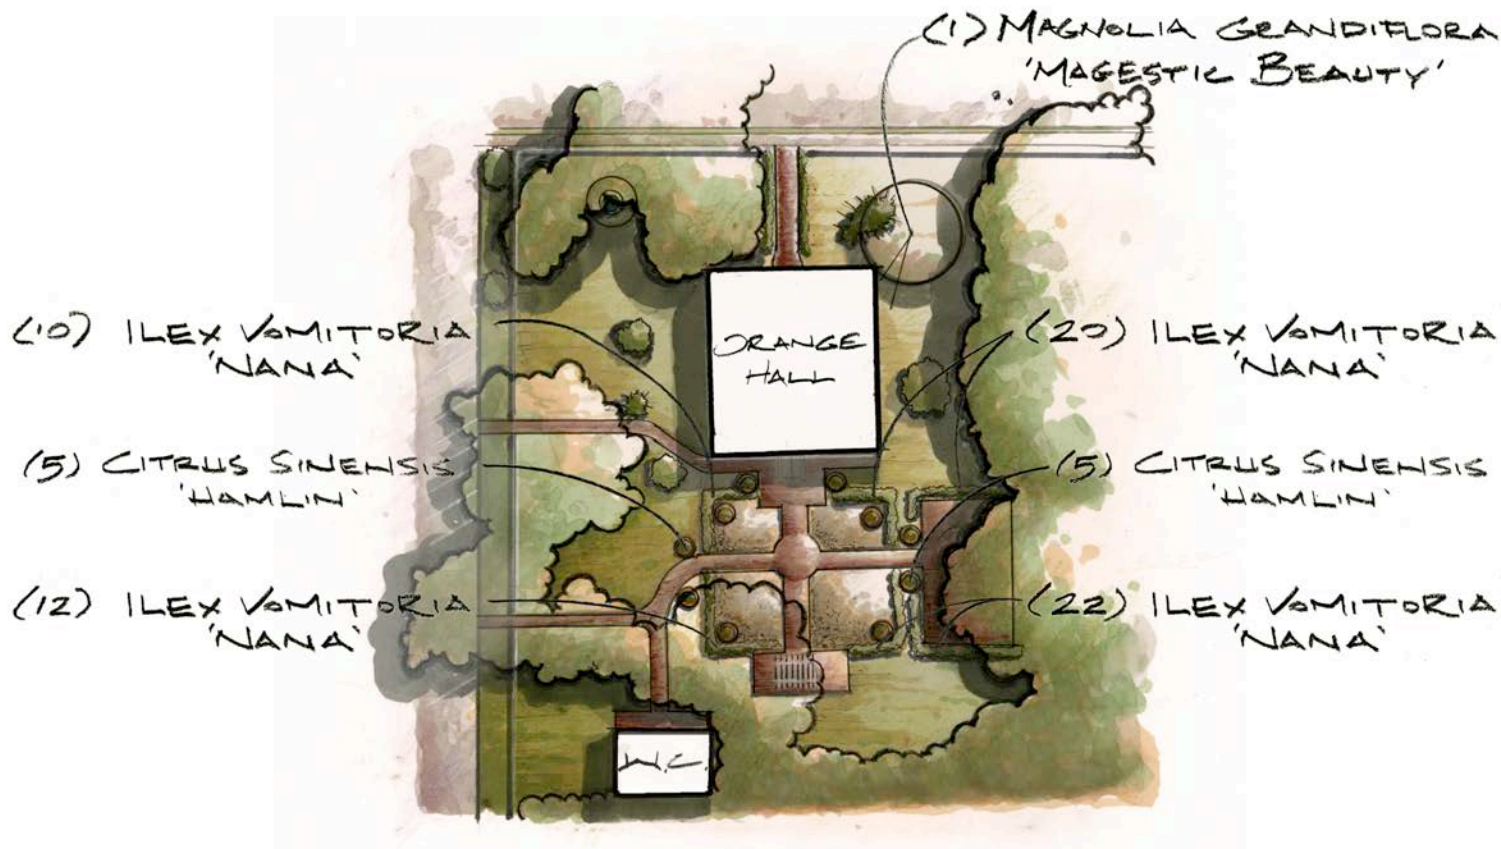 (1) MAGNOLIA GRANDIFLORA
'MAGESTIC BEAUTY'
(10) ILEX VOMITORIA
'NANA'
ORANGE
HALL
(20) ILEX VOMITORIA
'NANA'
(5) CITRUS SINENSIS
'HAMLIN'
(5) CITRUS SINENSIS
'HAMLIN'
(12) ILEX VOMITORIA
'NANA'
(22) ILEX VOMITORIA
'NANA'
W.C.